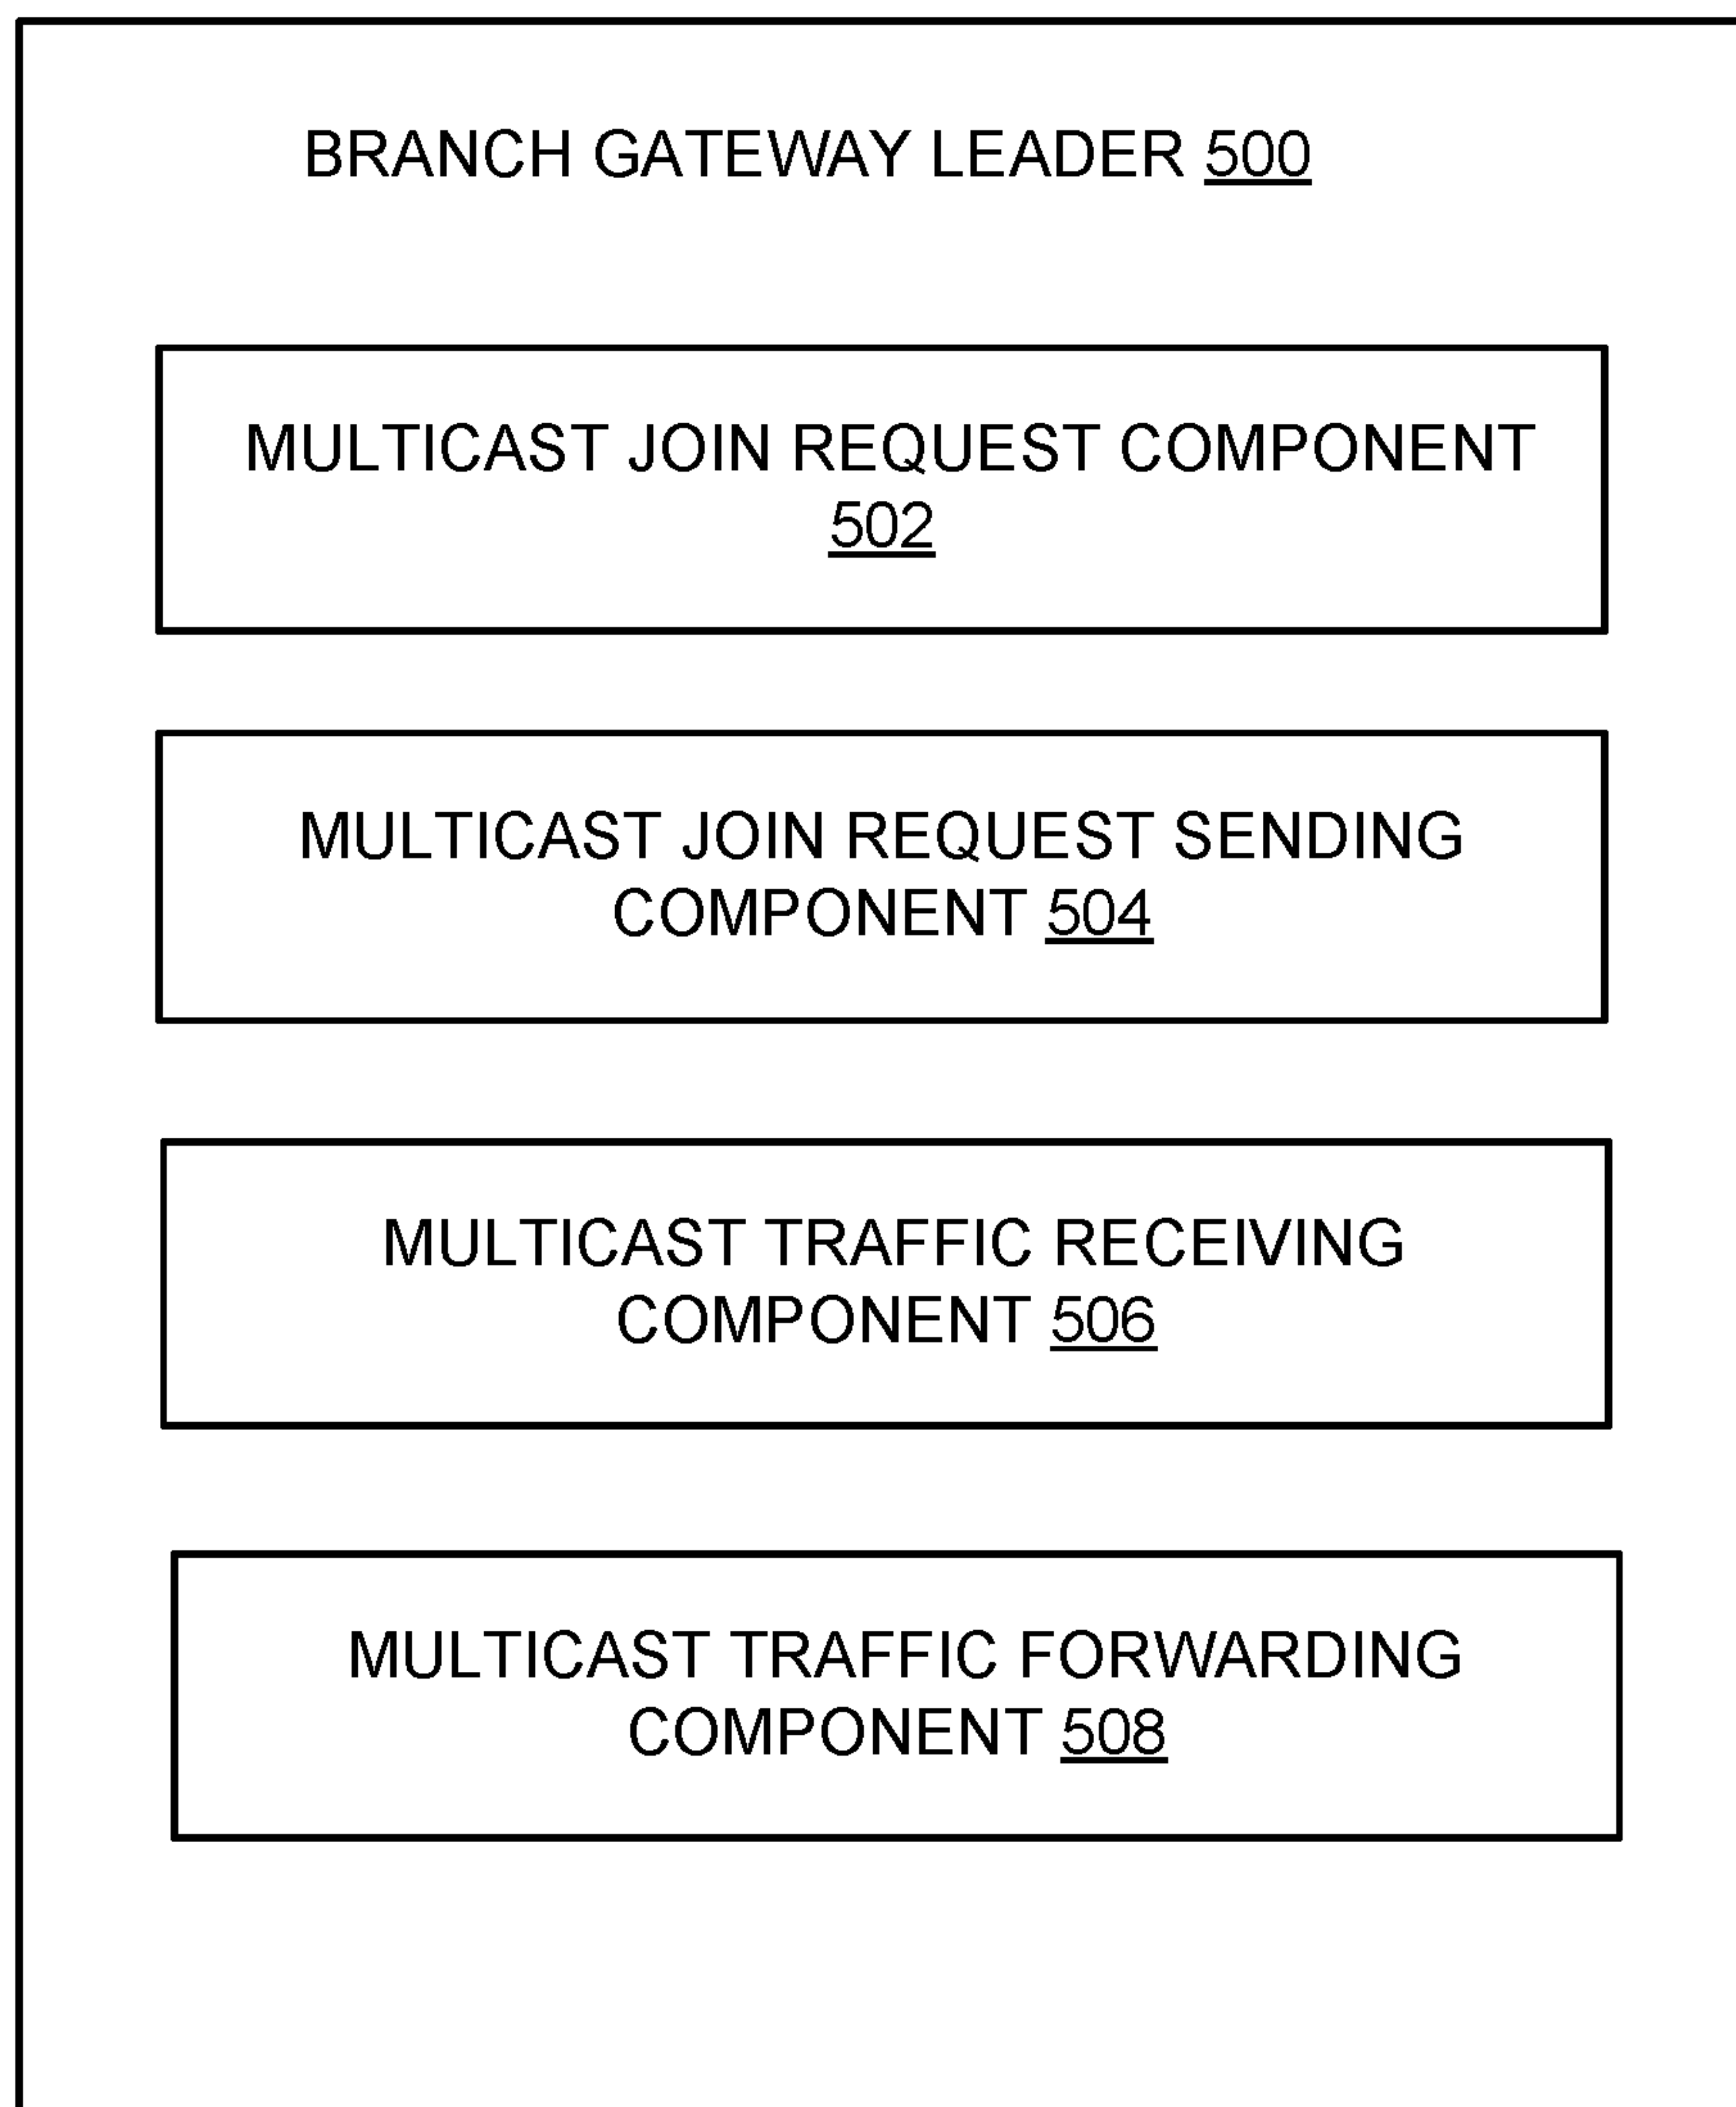 BRANCH GATEWAY LEADER 500
MULTICAST JOIN REQUEST COMPONENT
502
MULTICAST JOIN REQUEST SENDING
COMPONENT 504
MULTICAST TRAFFIC RECEIVING
COMPONENT 506
MULTICAST TRAFFIC FORWARDING
COMPONENT 508